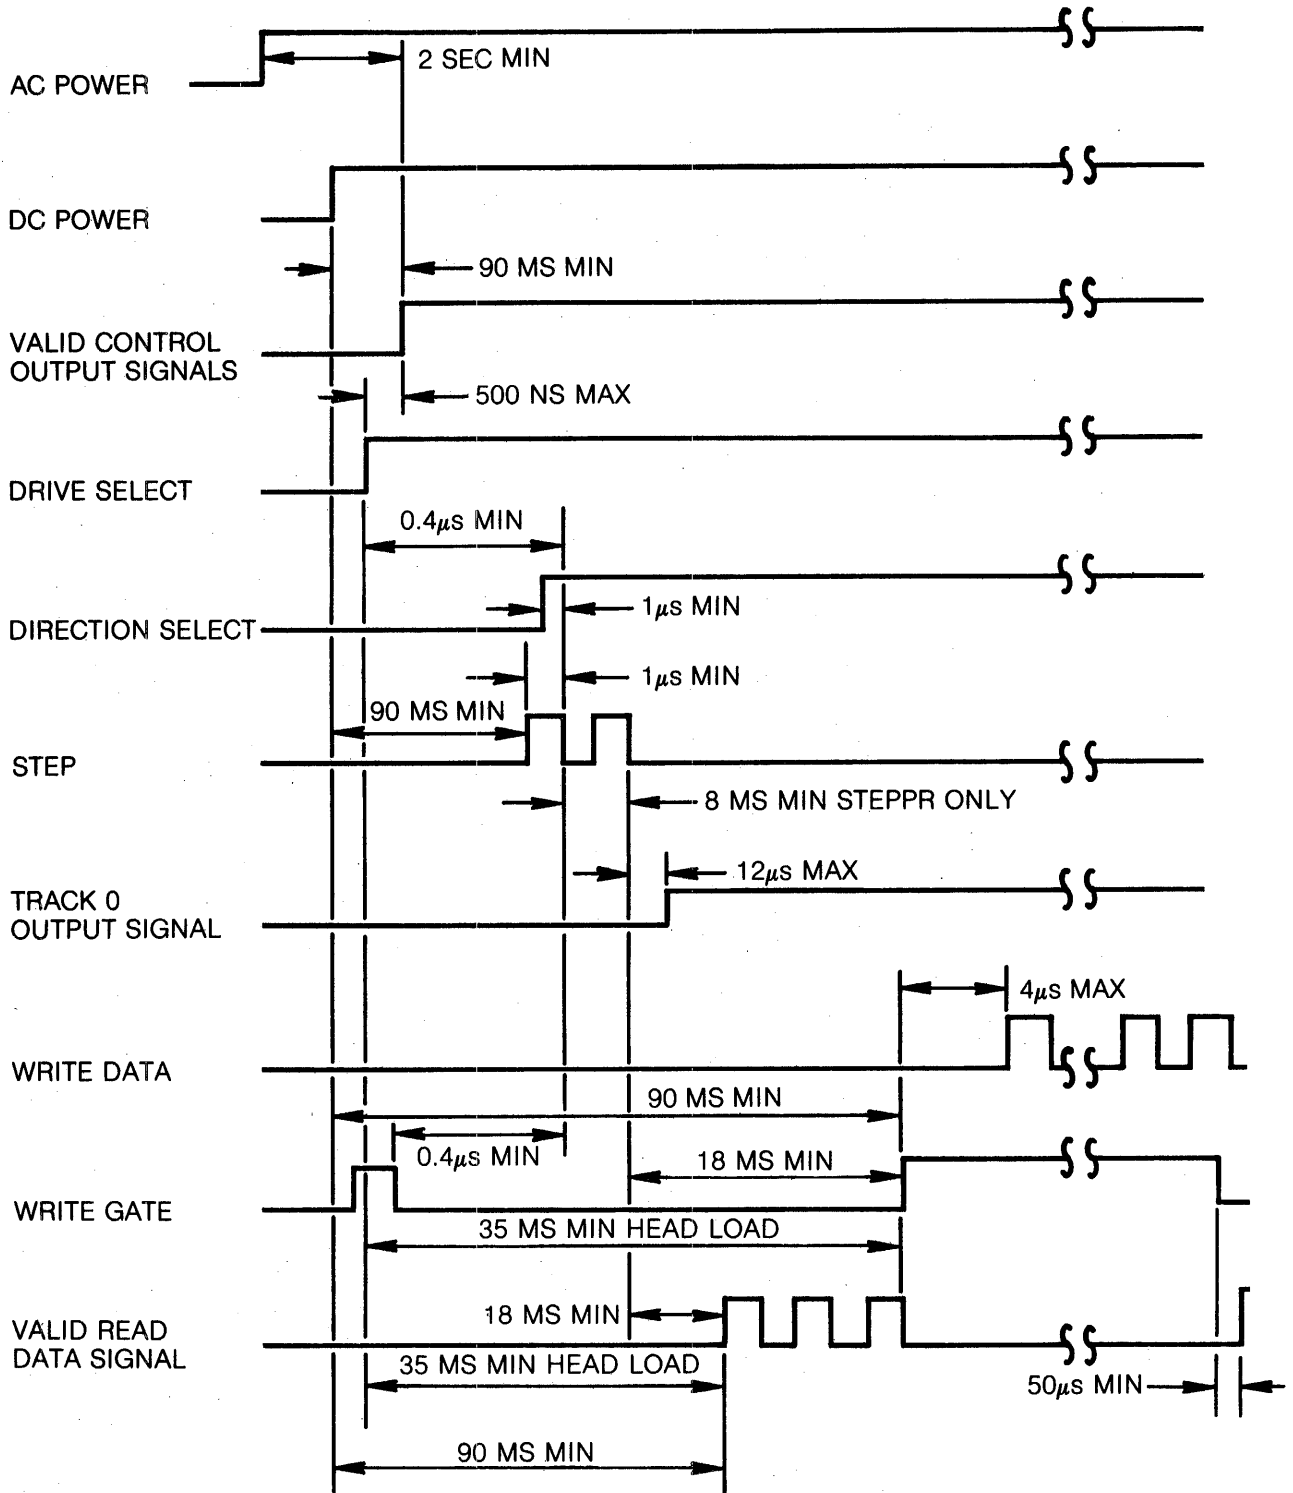 2 SEC MIN
AC POWER
DC POWER
90 MS MIN
VALID CONTROL
OUTPUT SIGNALS
500 NS MAX
DRIVE SELECT
0.4μs MIN
1μs MIN
DIRECTION SELECT
1μs MIN
90 MS MIN
STEP
8 MS MIN STEPPR ONLY
12μs MAX
TRACK 0
OUTPUT SIGNAL
4μs MAX
WRITE DATA
90 MS MIN
0.4μs MIN
18 MS MIN
WRITE GATE
35 MS MIN HEAD LOAD
18 MS MIN
VALID READ
DATA SIGNAL
35 MS MIN HEAD LOAD
50μs MIN
90 MS MIN